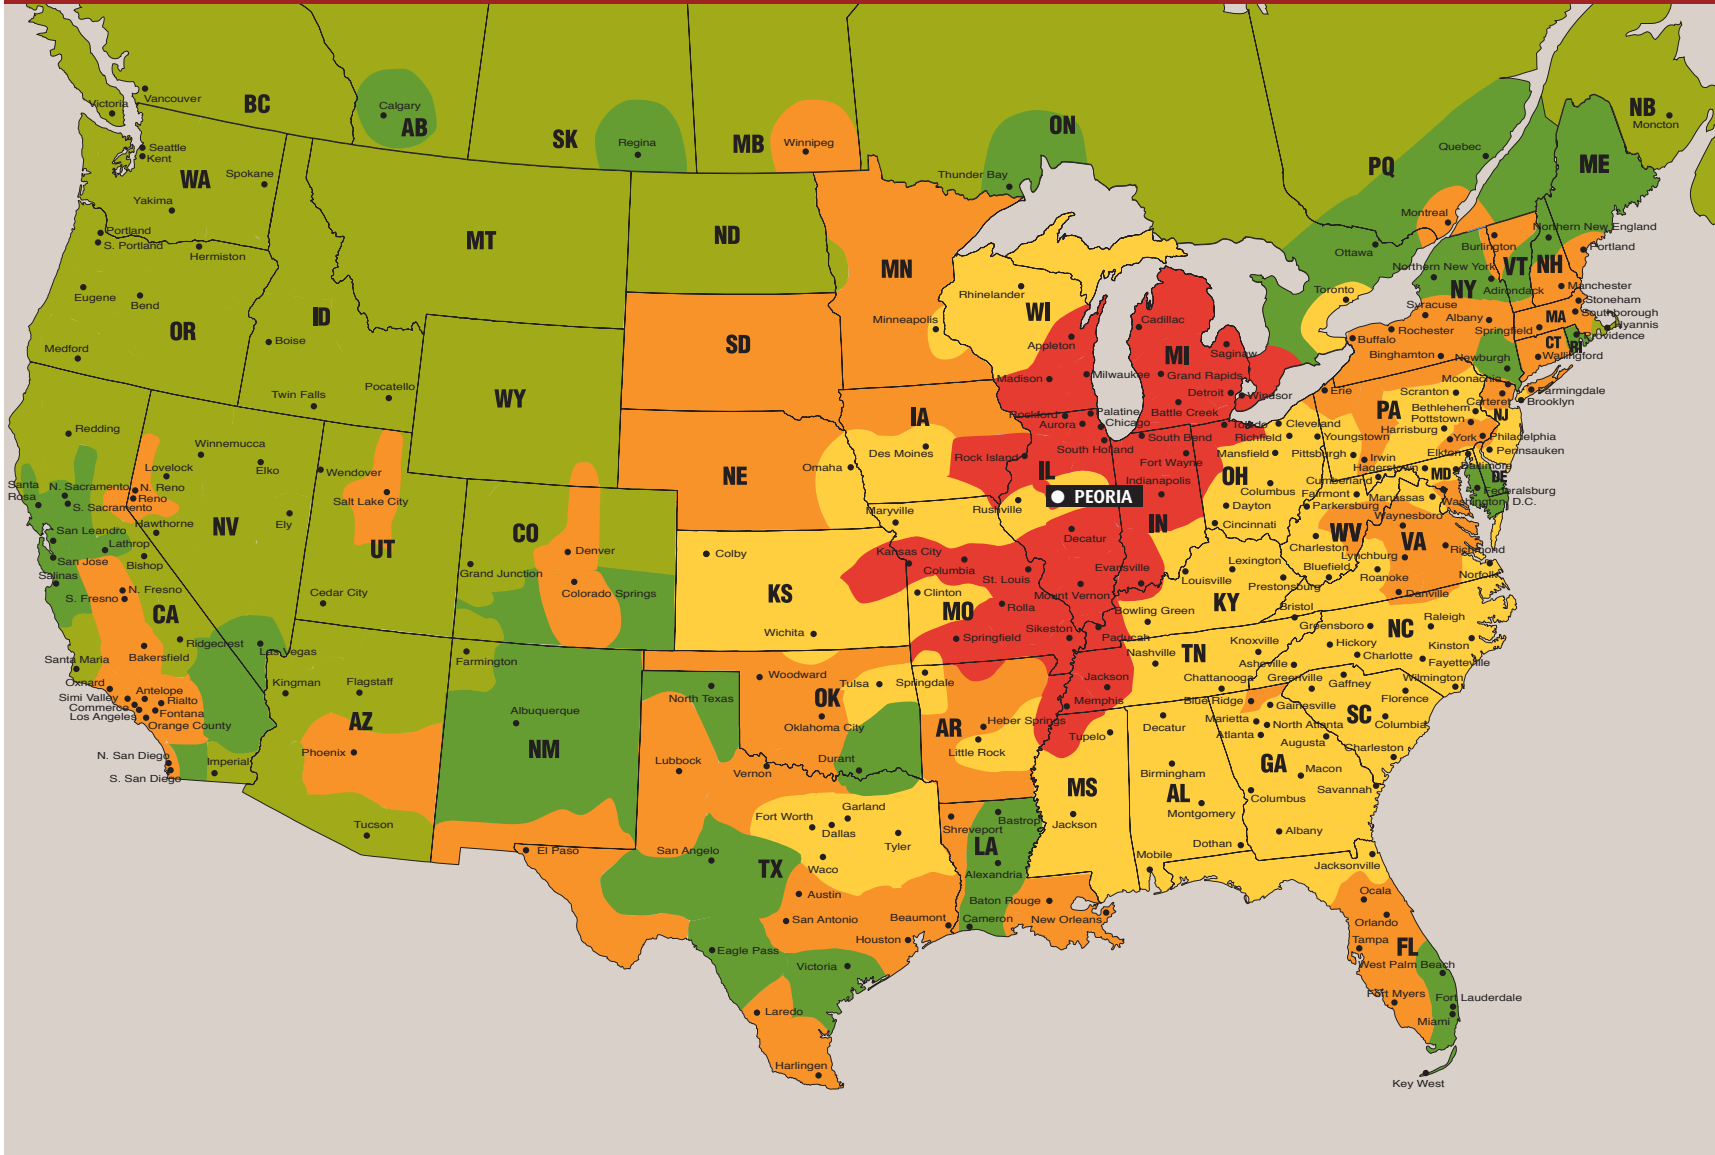 BC
Vancouver
Victoria
Calgary
AB
SK
Regina
MB
Winnipeg
ON
Thunder Bay
PQ
Quebec
Montreal
Ottawa
Toronto
NB
Moncton
ME
Seattle
Kent
WA
Spokane
Yakima
Portland
S. Portland
Hermiston
Eugene
Bend
OR
Medford
ID
Boise
Twin Falls
Pocatello
MT
ND
MN
Minneapolis
SD
WY
NE
Omaha
IA
Des Moines
WI
Rhinelander
Appleton
Madison
Milwaukee
MI
Cadillac
Saginaw
Grand Rapids
Detroit
Windsor
Battle Creek
Rockford
Palatine
Aurora
Chicago
South Holland
Rock Island
IL
PEORIA
Rushville
Decatur
Mount Vernon
South Bend
Fort Wayne
Indianapolis
IN
Evansville
Toledo
Cleveland
Richfield
Youngstown
Mansfield
OH
Columbus
Dayton
Cincinnati
Northern New England
Portland
Burlington
VT
NH
Northern New York
NY
Adirondack
Manchester
Stoneham
Southborough
Hyannis
MA
Syracuse
Albany
Springfield
Providence
Rochester
Buffalo
CT
RI
Wallingford
Binghamton
Newburgh
Moonachie
Farmingdale
Brooklyn
Carteret
NJ
Erie
PA
Scranton
Bethlehem
Pottstown
Harrisburg
York
Philadelphia
Pennsauken
Pittsburgh
Irwin
Elkton
Hagerstown
Cumberland
MD
Baltimore
DE
Federalsburg
Washington, D.C.
Manassas
Fairmont
Parkersburg
WV
Charleston
Bluefield
Waynesboro
VA
Lynchburg
Richmond
Roanoke
Norfolk
Danville
Redding
Winnemucca
Elko
Lovelock
Wendover
Santa
Rosa
N. Sacramento
S. Sacramento
N. Reno
Reno
Salt Lake City
Hawthorne
NV
Ely
UT
San Leandro
Lathrop
San Jose
Bishop
Salinas
N. Fresno
S. Fresno
CA
Cedar City
Ridgecrest
Las Vegas
Bakersfield
Santa Maria
Oxnard
Simi Valley
Antelope
Commerce
Rialto
Los Angeles
Fontana
Orange County
N. San Diego
S. San Diego
Imperial
Kingman
Flagstaff
AZ
Phoenix
Tucson
CO
Denver
Grand Junction
Colorado Springs
Farmington
Albuquerque
NM
El Paso
Colby
KS
Wichita
Maryville
Kansas City
Columbia
St. Louis
Clinton
MO
Rolla
Springfield
Sikeston
Louisville
Lexington
Prestonsburg
KY
Bowling Green
Paducah
Bristol
Woodward
OK
Tulsa
Oklahoma City
Durant
Springdale
AR
Heber Springs
Little Rock
Nashville
TN
Knoxville
Jackson
Memphis
Chattanooga
Greensboro
Raleigh
NC
Hickory
Kinston
Charlotte
Fayetteville
Asheville
Wilmington
Greenville
Gaffney
Florence
SC
Columbia
Charleston
Tupelo
MS
Jackson
Decatur
Birmingham
AL
Montgomery
Dothan
Mobile
Blue Ridge
Gainesville
Marietta
North Atlanta
Atlanta
Augusta
GA
Macon
Columbus
Savannah
Albany
North Texas
Lubbock
Vernon
Garland
Fort Worth
Dallas
Tyler
San Angelo
TX
Waco
Austin
San Antonio
Beaumont
Houston
Eagle Pass
Victoria
Laredo
Harlingen
Shreveport
Bastrop
LA
Alexandria
Baton Rouge
Cameron
New Orleans
Jacksonville
Ocala
Orlando
Tampa
FL
West Palm Beach
Fort Myers
Fort Lauderdale
Miami
Key West